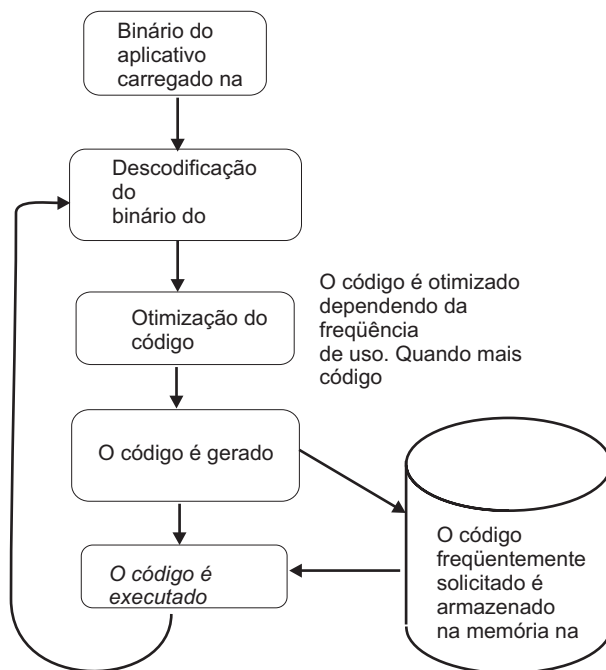 Binário do
aplicativo
carregado na
Descodificação
do
binário do
Otimização do
código
O código é otimizado
dependendo da
freqüência
de uso. Quando mais
código
O código é gerado
O código
freqüentemente
solicitado é
armazenado
na memória na
O código é
executado